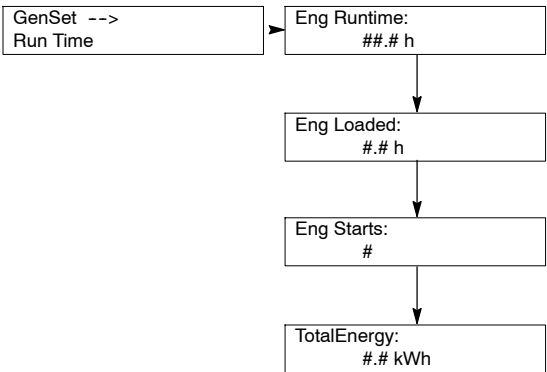 GenSet -->
Run Time
Eng Runtime:
##.# h
Eng Loaded:
#.# h
Eng Starts:
#
TotalEnergy:
#.# kWh